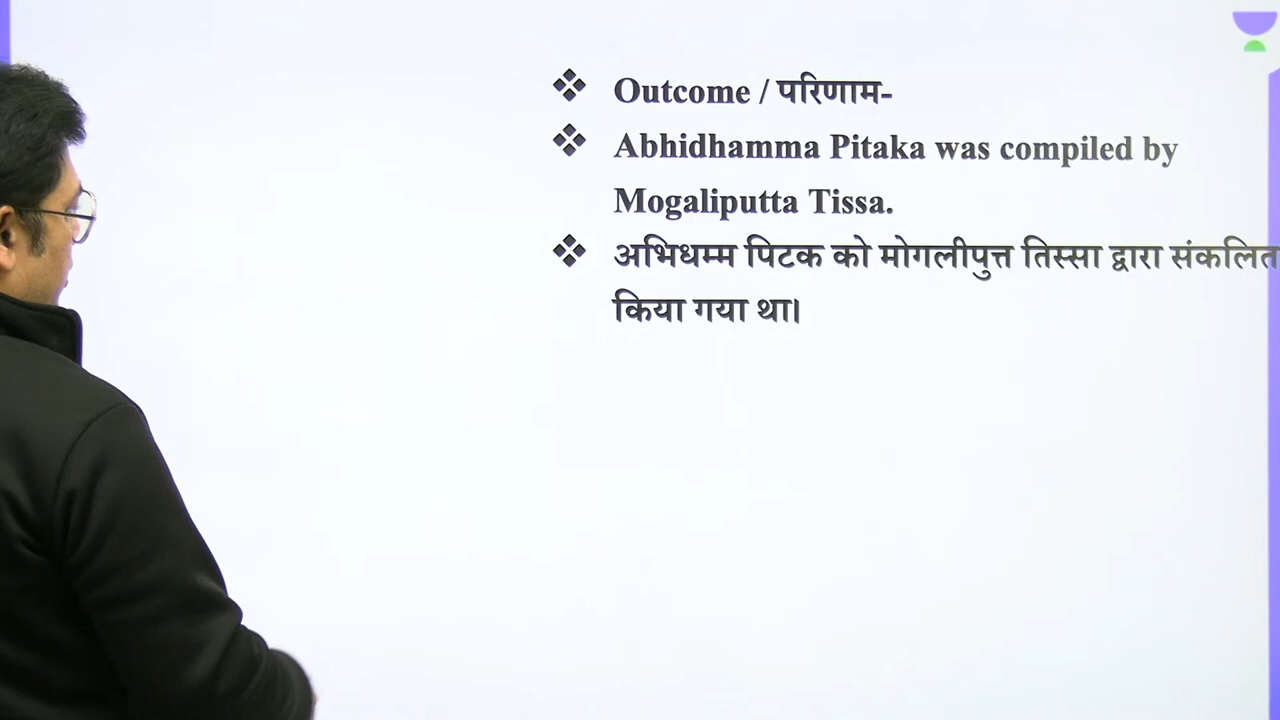 ❖ Outcome / परिणाम-
❖ Abhidhamma Pitaka was compiled by
Mogaliputta Tissa.
❖ अभिधम्म पिटक को मोगलीपुत्त तिस्सा द्वारा संकलित
किया गया था।